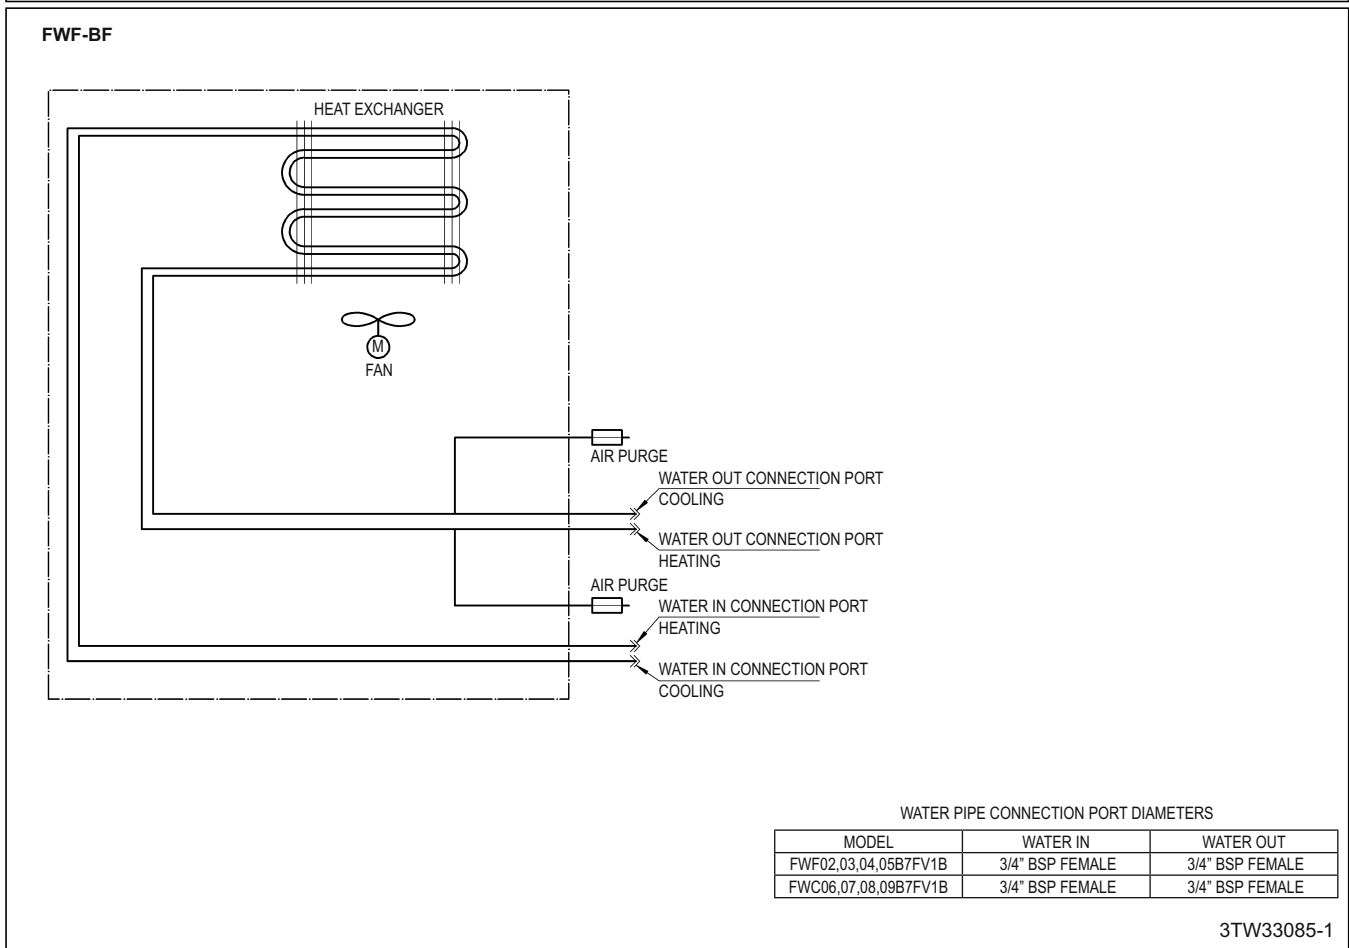 FWF-BF
HEAT EXCHANGER
M
FAN
AIR PURGE
WATER OUT CONNECTION PORT
COOLING
WATER OUT CONNECTION PORT
HEATING
AIR PURGE
WATER IN CONNECTION PORT
HEATING
WATER IN CONNECTION PORT
COOLING
WATER PIPE CONNECTION PORT DIAMETERS
MODEL WATER IN WATER OUT
FWF02,03,04,05B7FV1B 3/4” BSP FEMALE 3/4” BSP FEMALE
FWC06,07,08,09B7FV1B 3/4” BSP FEMALE 3/4” BSP FEMALE
3TW33085-1